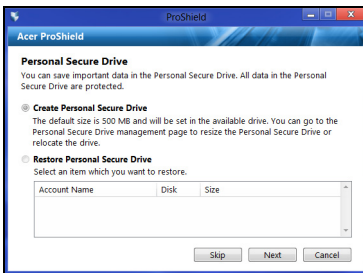 ProShield
Acer ProShield
Personal Secure Drive
You can save important data in the Personal Secure Drive. All data in the Personal
Secure Drive are protected.
Create Personal Secure Drive
The default size is 500 MB and will be set in the available drive. You can go to the
Personal Secure Drive management page to resize the Personal Secure Drive or
relocate the drive.
Restore Personal Secure Drive
Select an item which you want to restore.
Account Name Disk Size
Skip Next Cancel